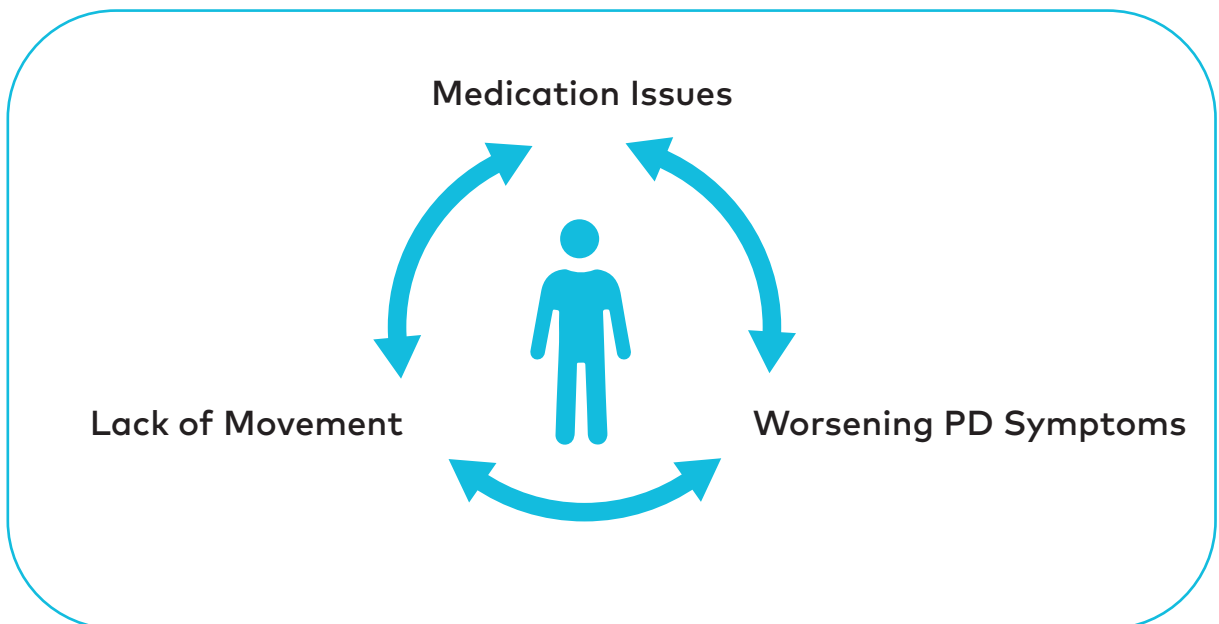 Medication Issues
Lack of Movement
Worsening PD Symptoms